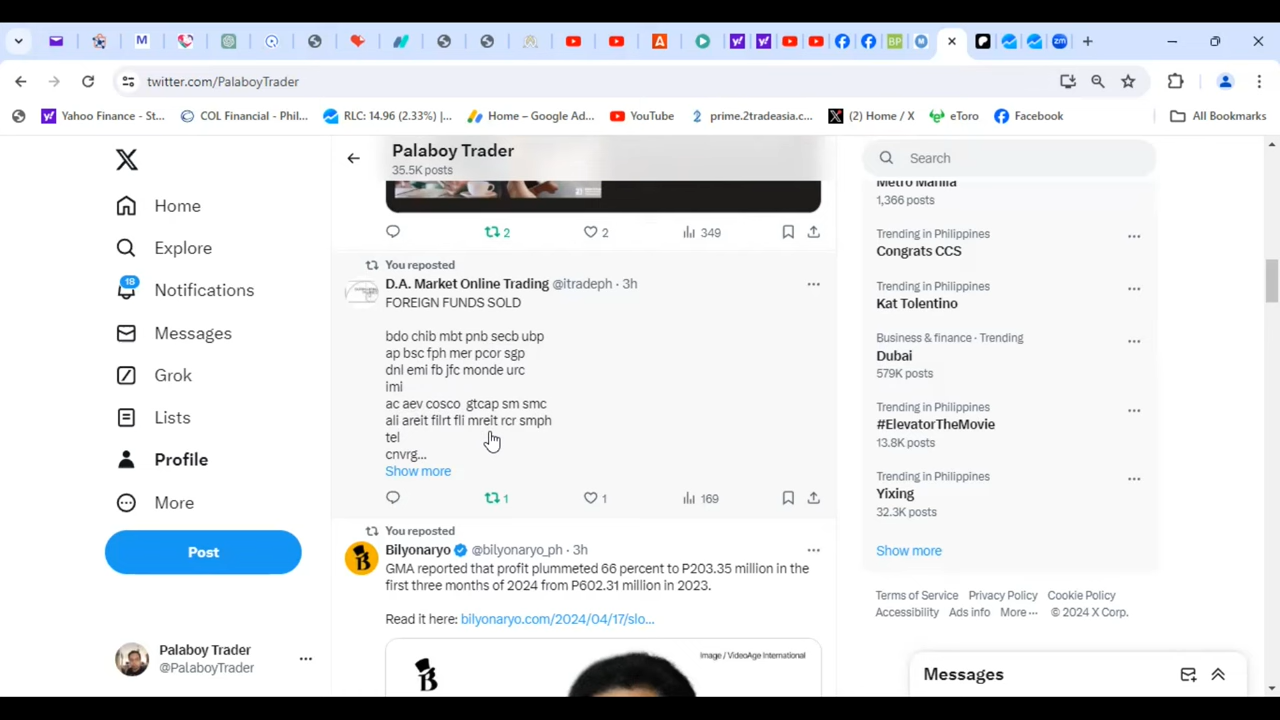 twitter.com/PalaboyTrader
Yahoo Finance - St...
COL Financial - Phil...
RLC: 14.96 (2.33%) |...
Home – Google Ad...
YouTube
prime.2tradeasia.c...
(2) Home / X
eToro
Facebook
All Bookmarks
Home
Explore
18
Notifications
Messages
Grok
Lists
Profile
More
Post
Palaboy Trader
@PalaboyTrader
Palaboy Trader
35.5K posts
2
2
349
You reposted
D.A. Market Online Trading @itradeph · 3h
FOREIGN FUNDS SOLD
bdo chib mbt pnb secb ubp
ap bsc fph mer pcor sgp
dnl emi fb jfc monde urc
imi
ac aev cosco gtcap sm smc
ali areit filrt fli mreit rcr smph
tel
cnvrg...
Show more
1
1
169
You reposted
Bilyonaryo @bilyonaryo_ph · 3h
GMA reported that profit plummeted 66 percent to P203.35 million in the
first three months of 2024 from P602.31 million in 2023.
Read it here: bilyonaryo.com/2024/04/17/slo...
Image / VideoAge International
Search
Metro Manila
1,366 posts
Trending in Philippines
Congrats CCS
Trending in Philippines
Kat Tolentino
Business & finance · Trending
Dubai
579K posts
Trending in Philippines
#ElevatorTheMovie
13.8K posts
Trending in Philippines
Yixing
32.3K posts
Show more
Terms of Service Privacy Policy Cookie Policy
Accessibility Ads info More ··· © 2024 X Corp.
Messages